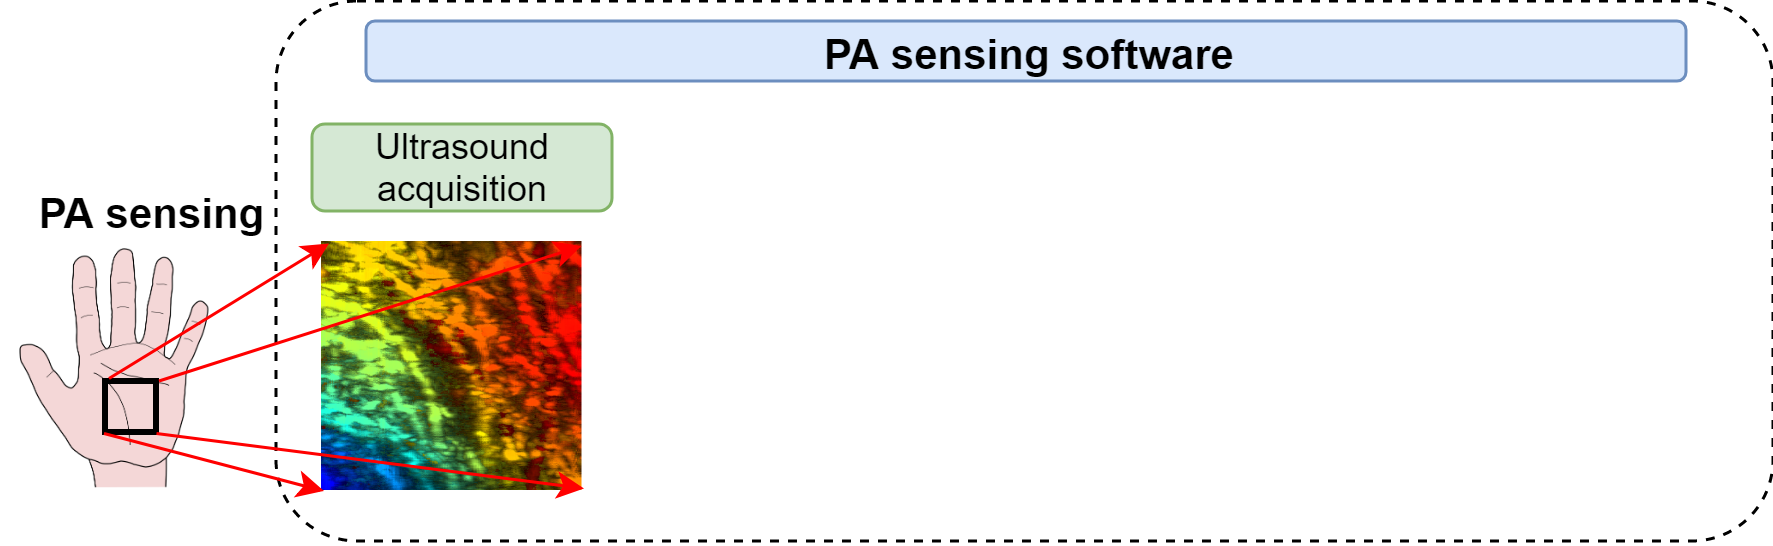 PA sensing software
Ultrasound
acquisition
PA sensing